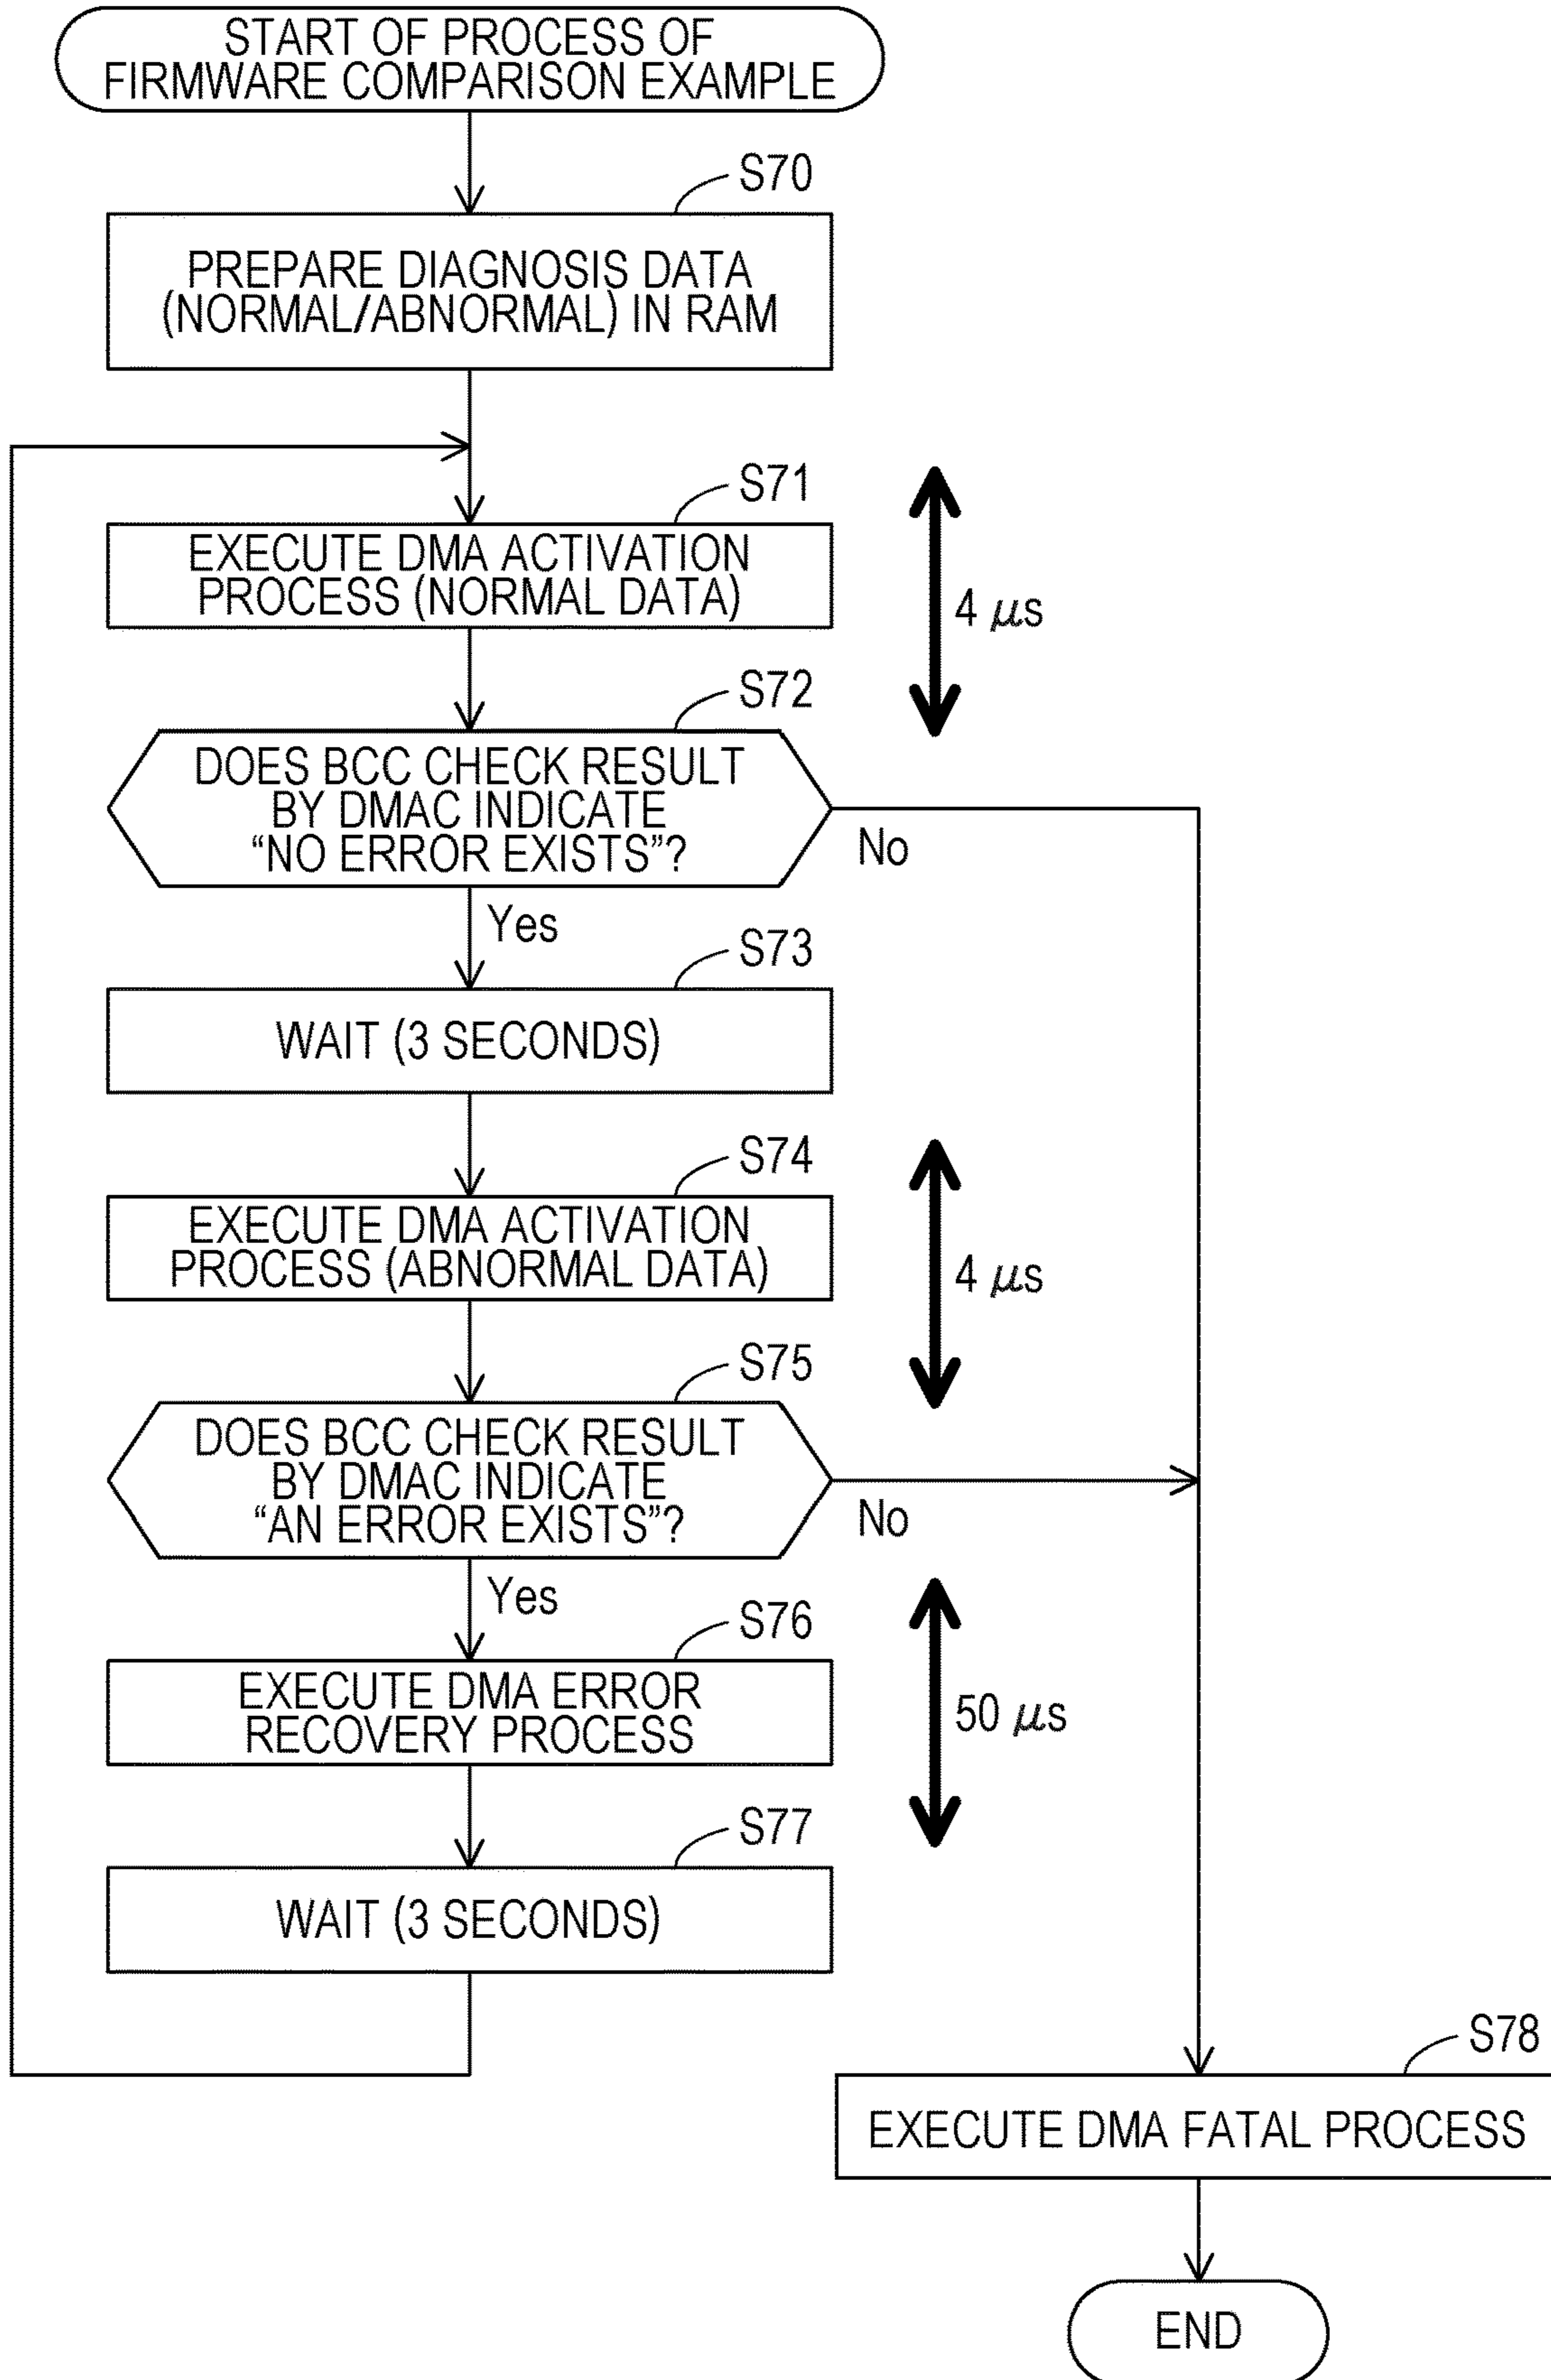 START OF PROCESS OF
FIRMWARE COMPARISON EXAMPLE
S70
PREPARE DIAGNOSIS DATA
(NORMAL/ABNORMAL) IN RAM
S71
EXECUTE DMA ACTIVATION
PROCESS (NORMAL DATA)
4 μs
S72
DOES BCC CHECK RESULT
BY DMAC INDICATE
“NO ERROR EXISTS”?
No
Yes
S73
WAIT (3 SECONDS)
S74
EXECUTE DMA ACTIVATION
PROCESS (ABNORMAL DATA)
4 μs
S75
DOES BCC CHECK RESULT
BY DMAC INDICATE
“AN ERROR EXISTS”?
No
Yes
S76
EXECUTE DMA ERROR
RECOVERY PROCESS
50 μs
S77
WAIT (3 SECONDS)
S78
EXECUTE DMA FATAL PROCESS
END